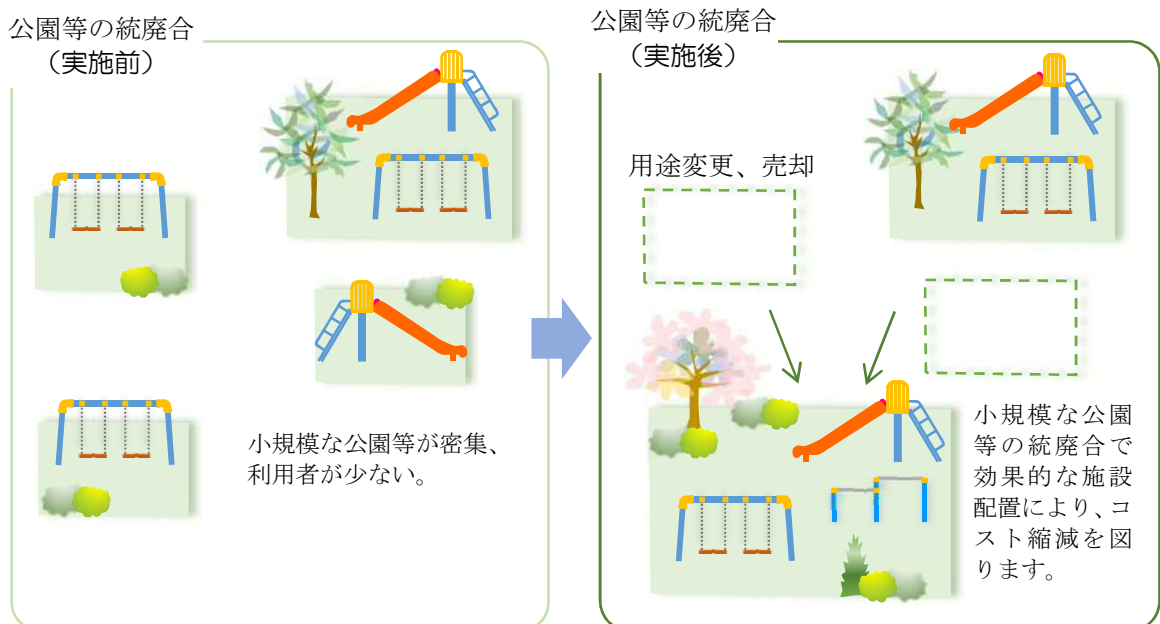 公園等の統廃合
（実施前）
小規模な公園等が密集、
利用者が少ない。
公園等の統廃合
（実施後）
用途変更、売却
小規模な公園
等の統廃合で
効果的な施設
配置により、コ
スト縮減を図
ります。